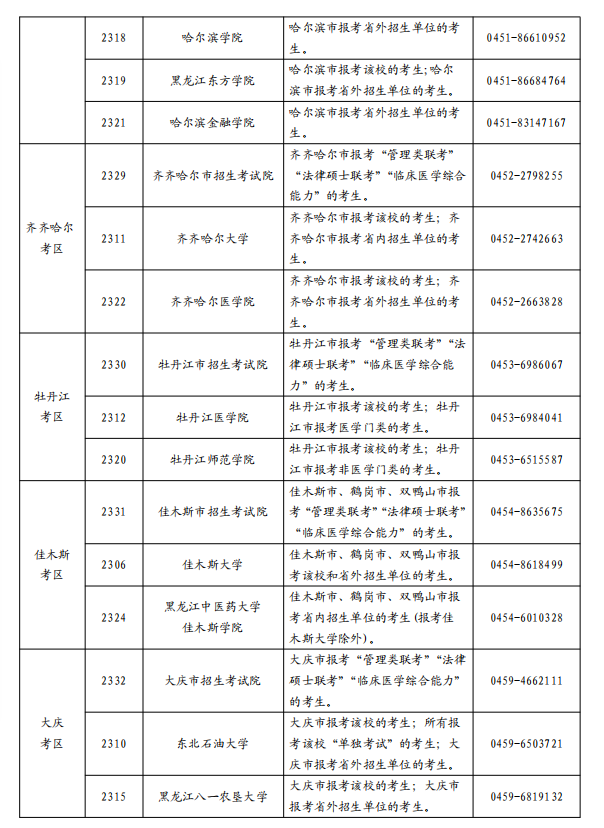 2318 哈尔滨学院 哈尔滨市报考省外招生单位的考
生。 0451-86610952
2319 黑龙江东方学院 哈尔滨市报考该校的考生;哈尔
滨市报考省外招生单位的考生。 0451-86684764
2321 哈尔滨金融学院 哈尔滨市报考省外招生单位的考
生。 0451-83147167
齐齐哈尔
考区
2329 齐齐哈尔市招生考试院 齐齐哈尔市报考“管理类联考”
“法律硕士联考”“临床医学综合
能力”的考生。 0452-2798255
2311 齐齐哈尔大学 齐齐哈尔市报考该校的考生；齐
齐哈尔市报考省内招生单位的考
生。 0452-2742663
2322 齐齐哈尔医学院 齐齐哈尔市报考该校的考生；齐
齐哈尔市报考省外招生单位的考
生。 0452-2663828
牡丹江
考区
2330 牡丹江市招生考试院 牡丹江市报考“管理类联考”“法
律硕士联考”“临床医学综合能
力”的考生。 0453-6986067
2312 牡丹江医学院 牡丹江市报考该校的考生；牡丹
江市报考医学门类的考生。 0453-6984041
2320 牡丹江师范学院 牡丹江市报考该校的考生；牡丹
江市报考非医学门类的考生。 0453-6515587
佳木斯
考区
2331 佳木斯市招生考试院 佳木斯市、鹤岗市、双鸭山市报
考“管理类联考”“法律硕士联考”
“临床医学综合能力”的考生。 0454-8635675
2306 佳木斯大学 佳木斯市、鹤岗市、双鸭山市报
考该校和省外招生单位的考生。 0454-8618499
2324 黑龙江中医药大学
佳木斯学院 佳木斯市、鹤岗市、双鸭山市报
考省内招生单位的考生(报考佳
木斯大学除外)。 0454-6010328
大庆
考区
2332 大庆市招生考试院 大庆市报考“管理类联考”“法律
硕士联考”“临床医学综合能力”
的考生。 0459-4662111
2310 东北石油大学 大庆市报考该校的考生；所有报
考该校“单独考试”的考生；大
庆市报考省外招生单位的考生。 0459-6503721
2315 黑龙江八一农垦大学 大庆市报考该校的考生；大庆市
报考省外招生单位的考生。 0459-6819132